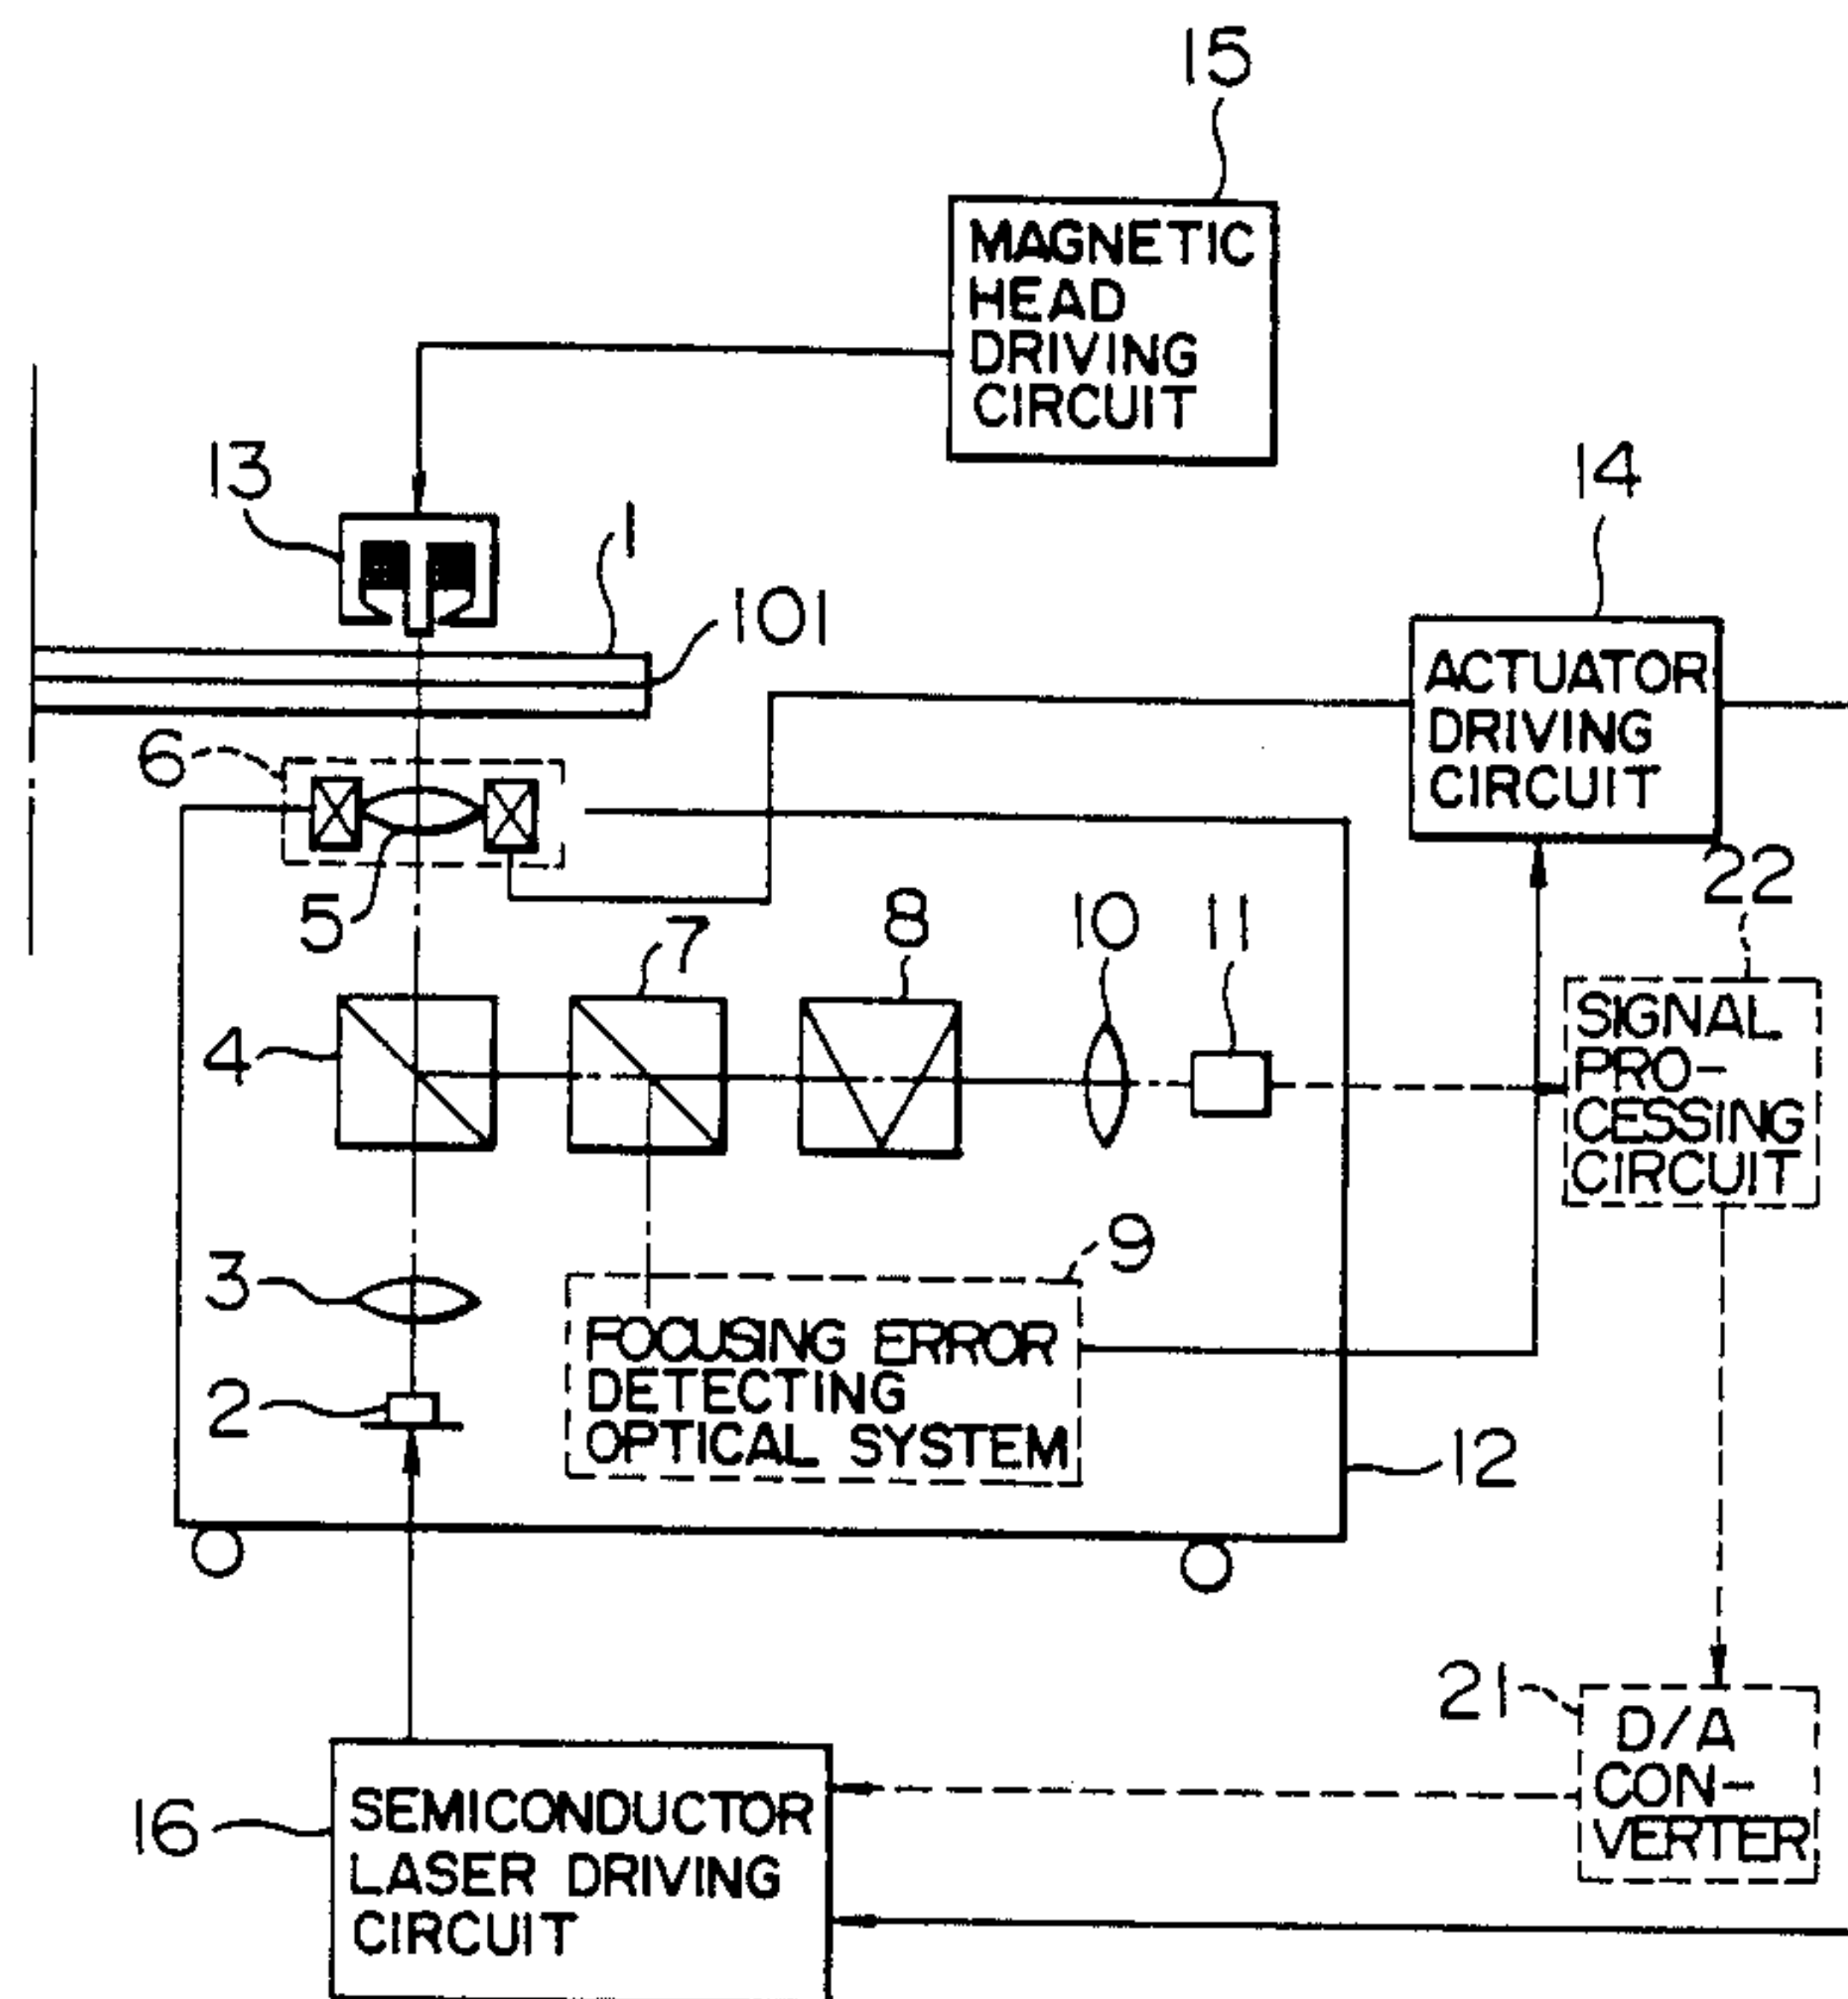 15
MAGNETIC
HEAD
DRIVING
CIRCUIT
13
1
101
14
ACTUATOR
DRIVING
CIRCUIT
6
5
7
8
10
11
22
SIGNAL
PRO-
CESSING
CIRCUIT
4
3
9
FOCUSING ERROR
DETECTING
OPTICAL SYSTEM
2
12
21
D/A
CON-
VERTER
16
SEMICONDUCTOR
LASER DRIVING
CIRCUIT